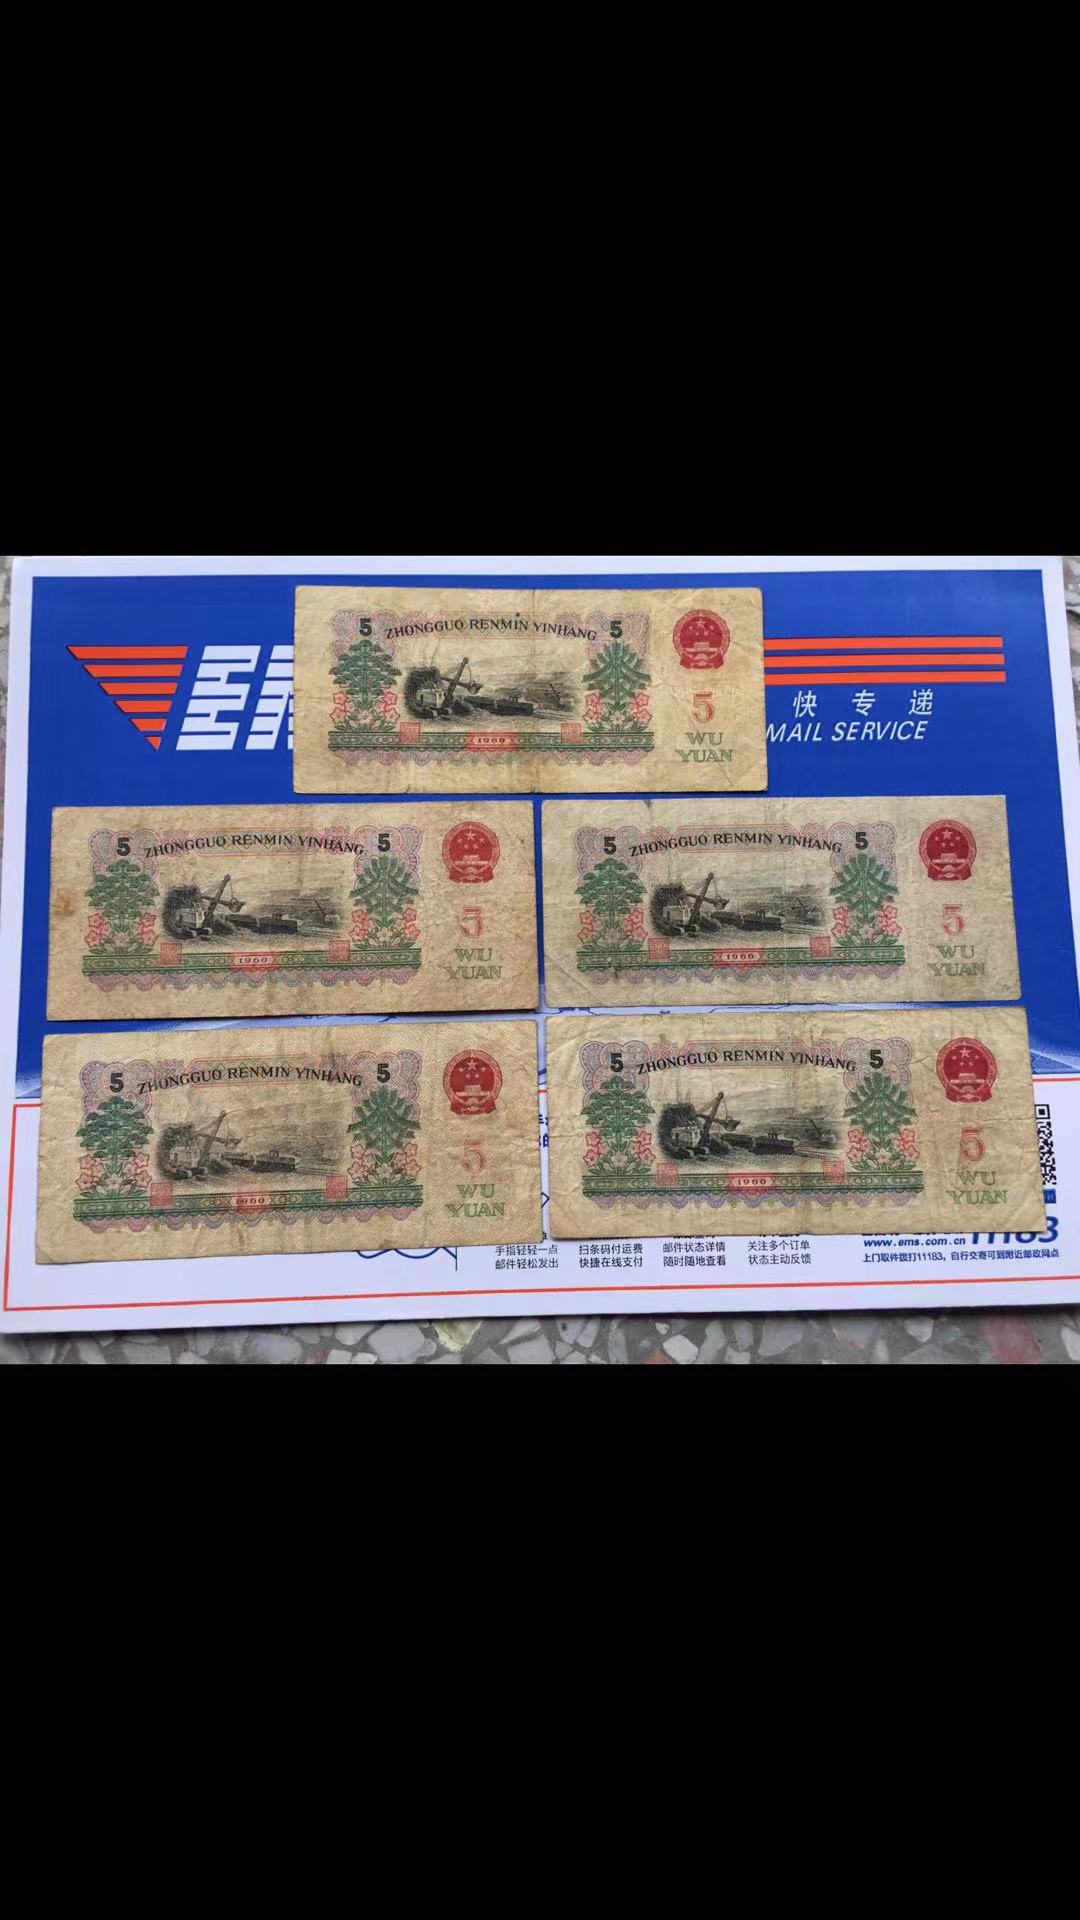 快 专 递
MAIL SERVICE
5 ZHONGGUO RENMIN YINHANG 5
5
WU
YUAN
1960
5 ZHONGGUO RENMIN YINHANG 5
5
WU
YUAN
1960
5 ZHONGGUO RENMIN YINHANG 5
5
WU
YUAN
1960
5 ZHONGGUO RENMIN YINHANG 5
5
WU
YUAN
1960
5 ZHONGGUO RENMIN YINHANG 5
5
WU
YUAN
1960
手指轻轻一点 扫条码付运费 邮件状态详情 关注多个订单
邮件轻松发出 快捷在线支付 随时随地查看 状态主动反馈
www.ems.com.cn 11183
上门取件拨打11183，自行交寄可到附近邮政网点